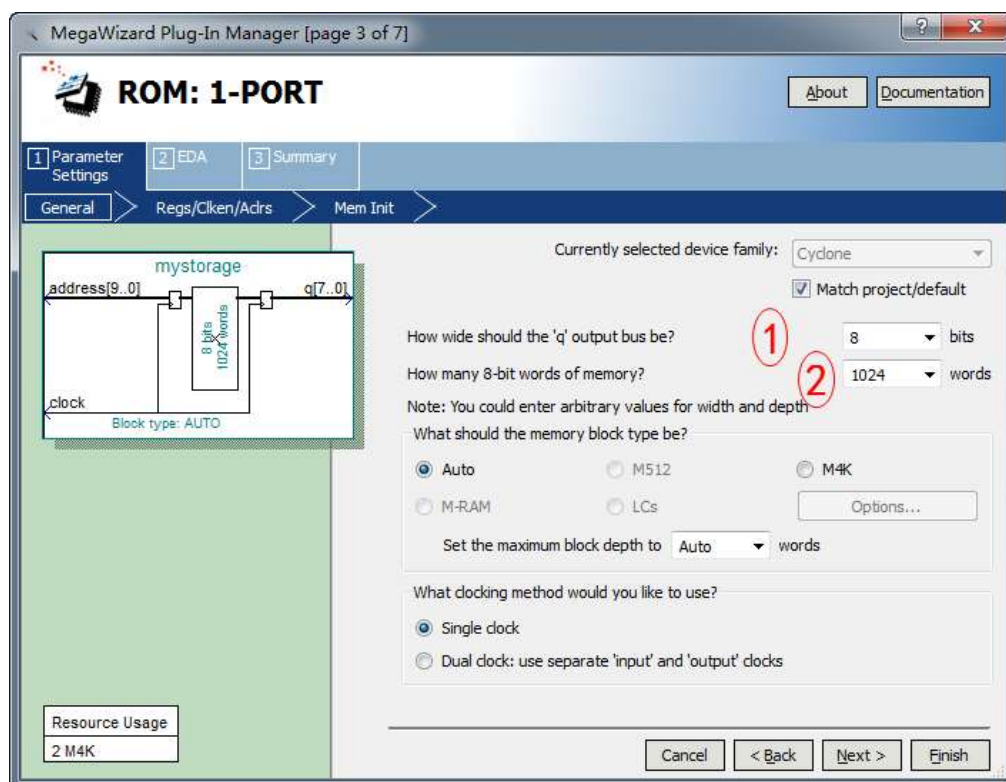 MegaWizard Plug-In Manager [page 3 of 7]
ROM: 1-PORT
About
Documentation
1 Parameter Settings
2 EDA
3 Summary
General
Regs/Clken/Adrs
Mem Init
mystorage
address[9..0]
q[7..0]
8 bits
1024 words
clock
Block type: AUTO
Currently selected device family:
Cyclone
Match project/default
How wide should the 'q' output bus be?
1
8
bits
How many 8-bit words of memory?
2
1024
words
Note: You could enter arbitrary values for width and depth
What should the memory block type be?
Auto
M512
M4K
M-RAM
LCs
Options...
Set the maximum block depth to
Auto
words
What clocking method would you like to use?
Single clock
Dual clock: use separate 'input' and 'output' clocks
Resource Usage
2 M4K
Cancel
< Back
Next >
Finish